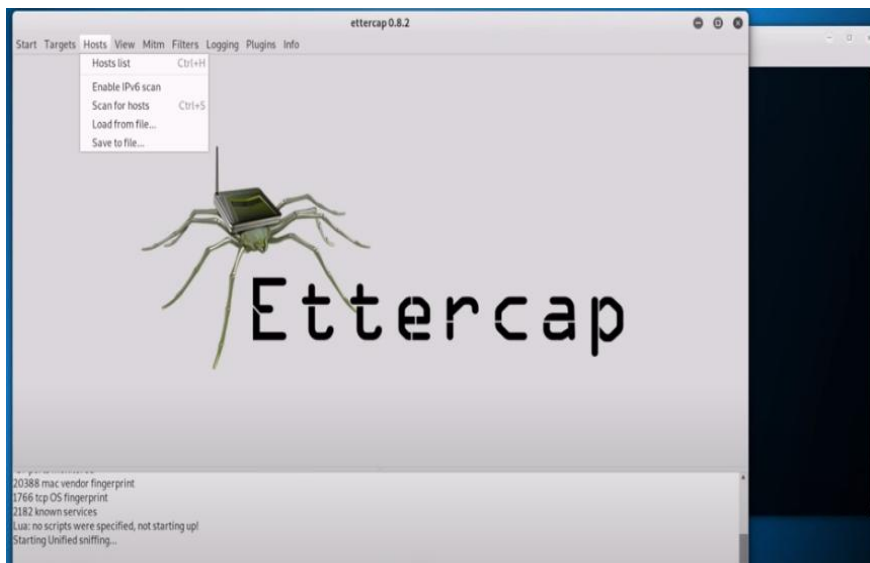 ettercap 0.8.2
Start Targets Hosts View Mitm Filters Logging Plugins Info
Hosts list Ctrl+H
Enable IPv6 scan
Scan for hosts Ctrl+S
Load from file...
Save to file...
Ettercap
20388 mac vendor fingerprint
1766 tcp OS fingerprint
2182 known services
Lua: no scripts were specified, not starting up!
Starting Unified sniffing...